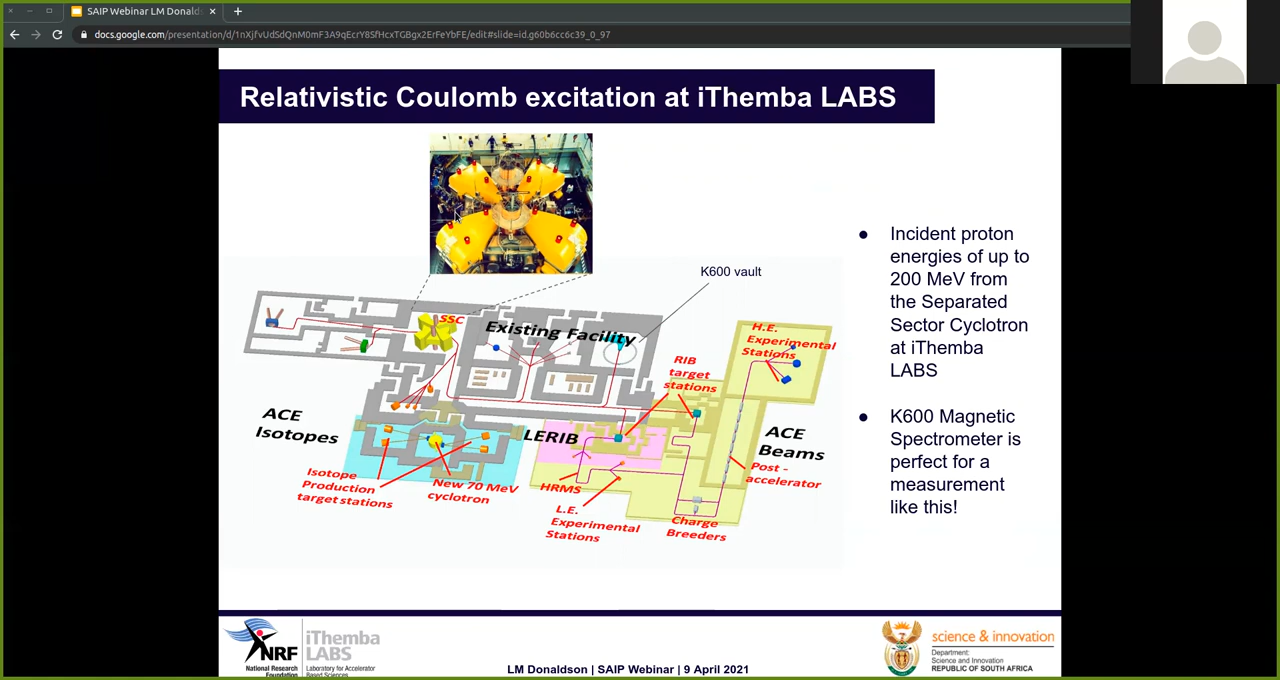 SAIP Webinar LM Donalds
docs.google.com/presentation/d/1nXjfvUdSdQnM0mF3A9qEcrY8SfHcxTGBgx2ErFeYbFE/edit#slide=id.g60b6cc6c39_0_97
Relativistic Coulomb excitation at iThemba LABS
K600 vault
SSC
Existing Facility
H.E.
Experimental
Stations
RIB
target
stations
ACE
Isotopes
LERIB
ACE
Beams
Isotope
Production
target stations
New 70 MeV
cyclotron
HRMS
L.E.
Experimental
Stations
Charge
Breeders
Post -
accelerator
● Incident proton
energies of up to
200 MeV from
the Separated
Sector Cyclotron
at iThemba
LABS
● K600 Magnetic
Spectrometer is
perfect for a
measurement
like this!
NRF
National Research
Foundation
iThemba
LABS
Laboratory for Accelerator
Based Sciences
LM Donaldson | SAIP Webinar | 9 April 2021
science & innovation
Department:
Science and Innovation
REPUBLIC OF SOUTH AFRICA